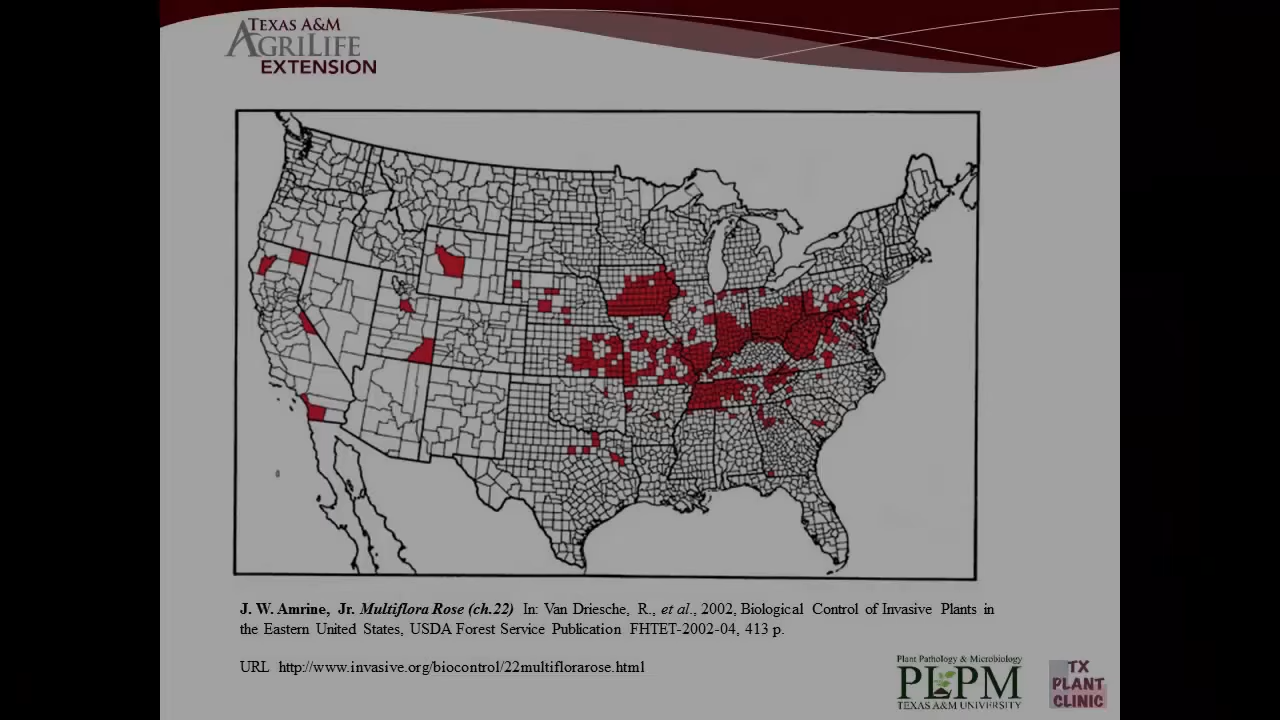 TEXAS A&M
AGRILIFE
EXTENSION
J. W. Amrine, Jr. Multiflora Rose (ch.22) In: Van Driesche, R., et al., 2002, Biological Control of Invasive Plants in
the Eastern United States, USDA Forest Service Publication FHTET-2002-04, 413 p.
URL http://www.invasive.org/biocontrol/22multiflorarose.html
Plant Pathology & Microbiology
PLPM
TEXAS A&M UNIVERSITY
TX
PLANT
CLINIC